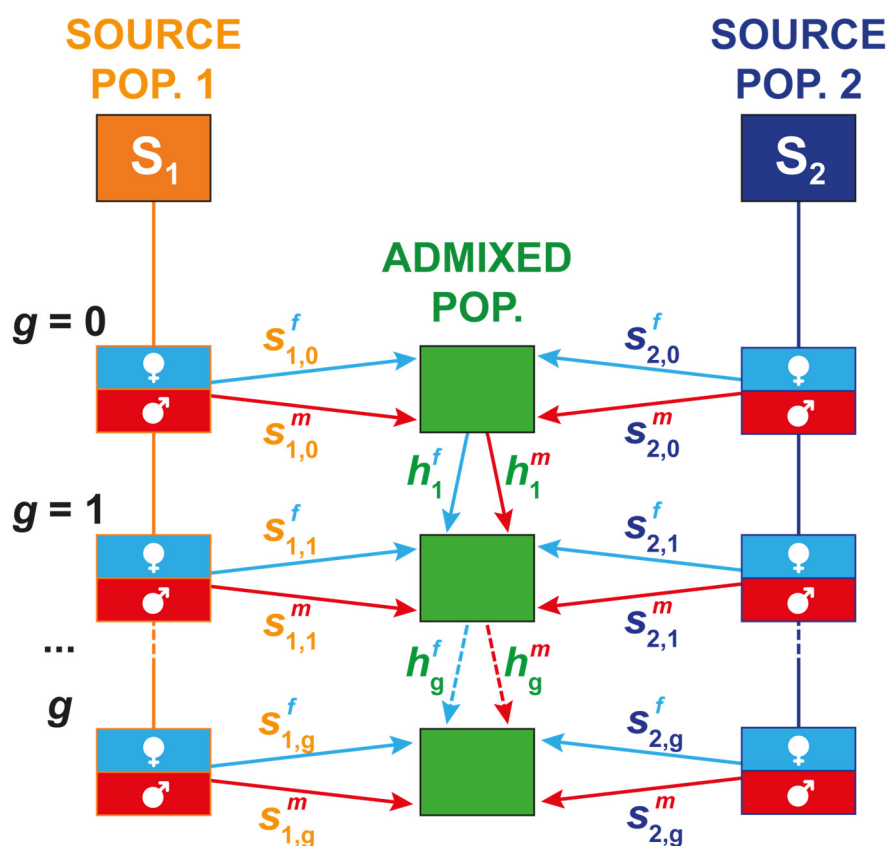 SOURCE POP. 1
SOURCE POP. 2
S₁
S₂
ADMIXED POP.
g = 0
s₁,₀ᶠ
s₂,₀ᶠ
s₁,₀ᵐ
s₂,₀ᵐ
h₁ᶠ
h₁ᵐ
g = 1
s₁,₁ᶠ
s₂,₁ᶠ
s₁,₁ᵐ
s₂,₁ᵐ
...
h_gᶠ
h_gᵐ
g
s₁,gᶠ
s₂,gᶠ
s₁,gᵐ
s₂,gᵐ